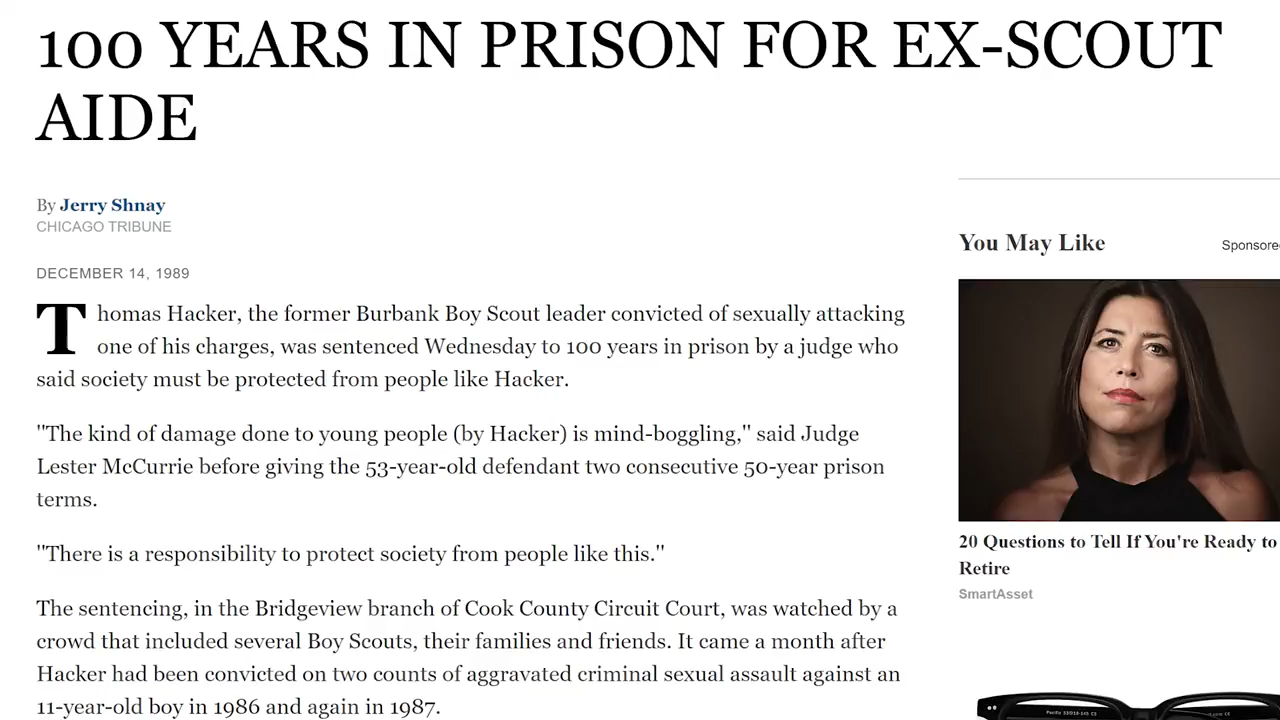 100 YEARS IN PRISON FOR EX-SCOUT
AIDE
By Jerry Shnay
CHICAGO TRIBUNE
DECEMBER 14, 1989
Thomas Hacker, the former Burbank Boy Scout leader convicted of sexually attacking
one of his charges, was sentenced Wednesday to 100 years in prison by a judge who
said society must be protected from people like Hacker.
"The kind of damage done to young people (by Hacker) is mind-boggling," said Judge
Lester McCurrie before giving the 53-year-old defendant two consecutive 50-year prison
terms.
"There is a responsibility to protect society from people like this."
The sentencing, in the Bridgeview branch of Cook County Circuit Court, was watched by a
crowd that included several Boy Scouts, their families and friends. It came a month after
Hacker had been convicted on two counts of aggravated criminal sexual assault against an
11-year-old boy in 1986 and again in 1987.
You May Like
Sponsore
20 Questions to Tell If You're Ready to
Retire
SmartAsset